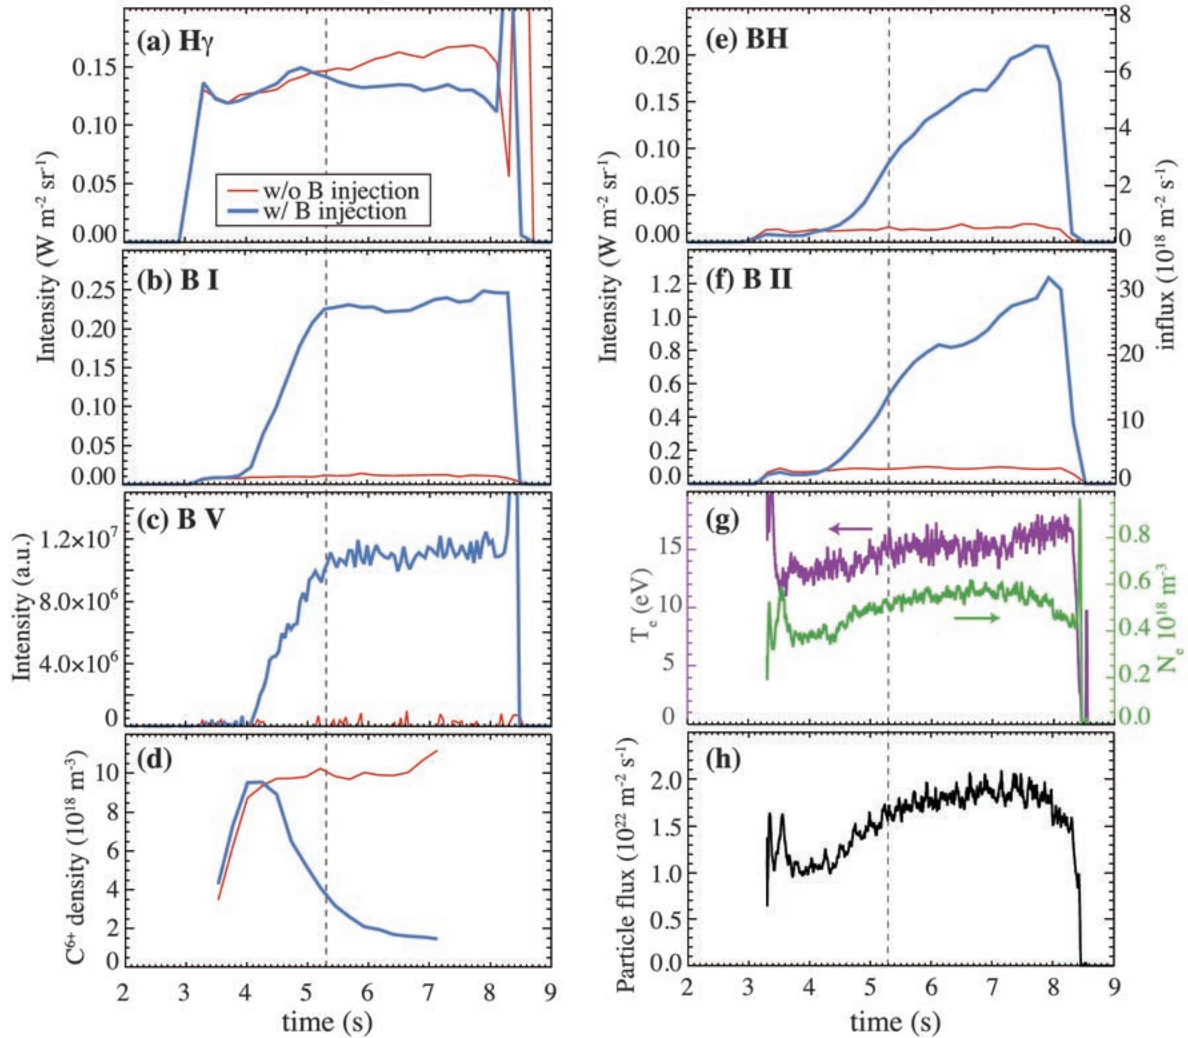 (a) Hγ
0.15
0.10
0.05
0.00
Intensity (W m⁻² sr⁻¹)
w/o B injection
w/ B injection
(b) B I
0.25
0.20
0.15
0.10
0.05
0.00
(c) B V
1.2×10⁷
8.0×10⁶
4.0×10⁶
0
Intensity (a.u.)
(d)
10
8
6
4
2
0
C⁶⁺ density (10¹⁸ m⁻³)
2 3 4 5 6 7 8 9
time (s)
(e) BH
0.20
0.15
0.10
0.05
0.00
Intensity (W m⁻² sr⁻¹)
8
6
4
2
0
influx (10¹⁸ m⁻² s⁻¹)
(f) B II
1.2
1.0
0.8
0.6
0.4
0.2
0.0
30
20
10
0
(g)
15
10
5
0
Tₑ (eV)
0.8
0.6
0.4
0.2
0.0
Nₑ 10¹⁸ m⁻³
(h)
2.0
1.5
1.0
0.5
0.0
Particle flux (10²² m⁻² s⁻¹)
2 3 4 5 6 7 8 9
time (s)